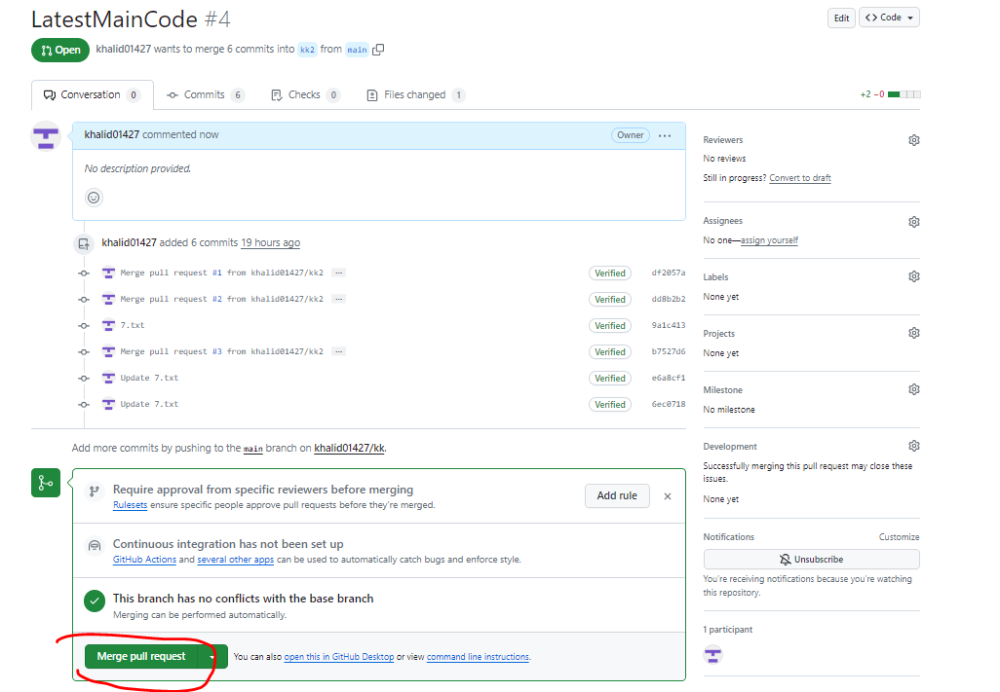 LatestMainCode #4
Edit
Code
Open
khalid01427 wants to merge 6 commits into kk2 from main
Conversation 0
Commits 6
Checks 0
Files changed 1
+2 −0
khalid01427 commented now
Owner
No description provided.
khalid01427 added 6 commits 19 hours ago
Merge pull request #1 from khalid01427/kk2 ... Verified df2057a
Merge pull request #2 from khalid01427/kk2 ... Verified dd8b2b2
7.txt Verified 9a1c413
Merge pull request #3 from khalid01427/kk2 ... Verified b7527d6
Update 7.txt Verified e6a8cf1
Update 7.txt Verified 6ec0718
Add more commits by pushing to the main branch on khalid01427/kk.
Require approval from specific reviewers before merging
Rulesets ensure specific people approve pull requests before they're merged.
Add rule
Continuous integration has not been set up
GitHub Actions and several other apps can be used to automatically catch bugs and enforce style.
This branch has no conflicts with the base branch
Merging can be performed automatically.
Merge pull request
You can also open this in GitHub Desktop or view command line instructions.
Reviewers
No reviews
Still in progress? Convert to draft
Assignees
No one—assign yourself
Labels
None yet
Projects
None yet
Milestone
No milestone
Development
Successfully merging this pull request may close these
issues.
None yet
Notifications
Customize
Unsubscribe
You're receiving notifications because you're watching
this repository.
1 participant